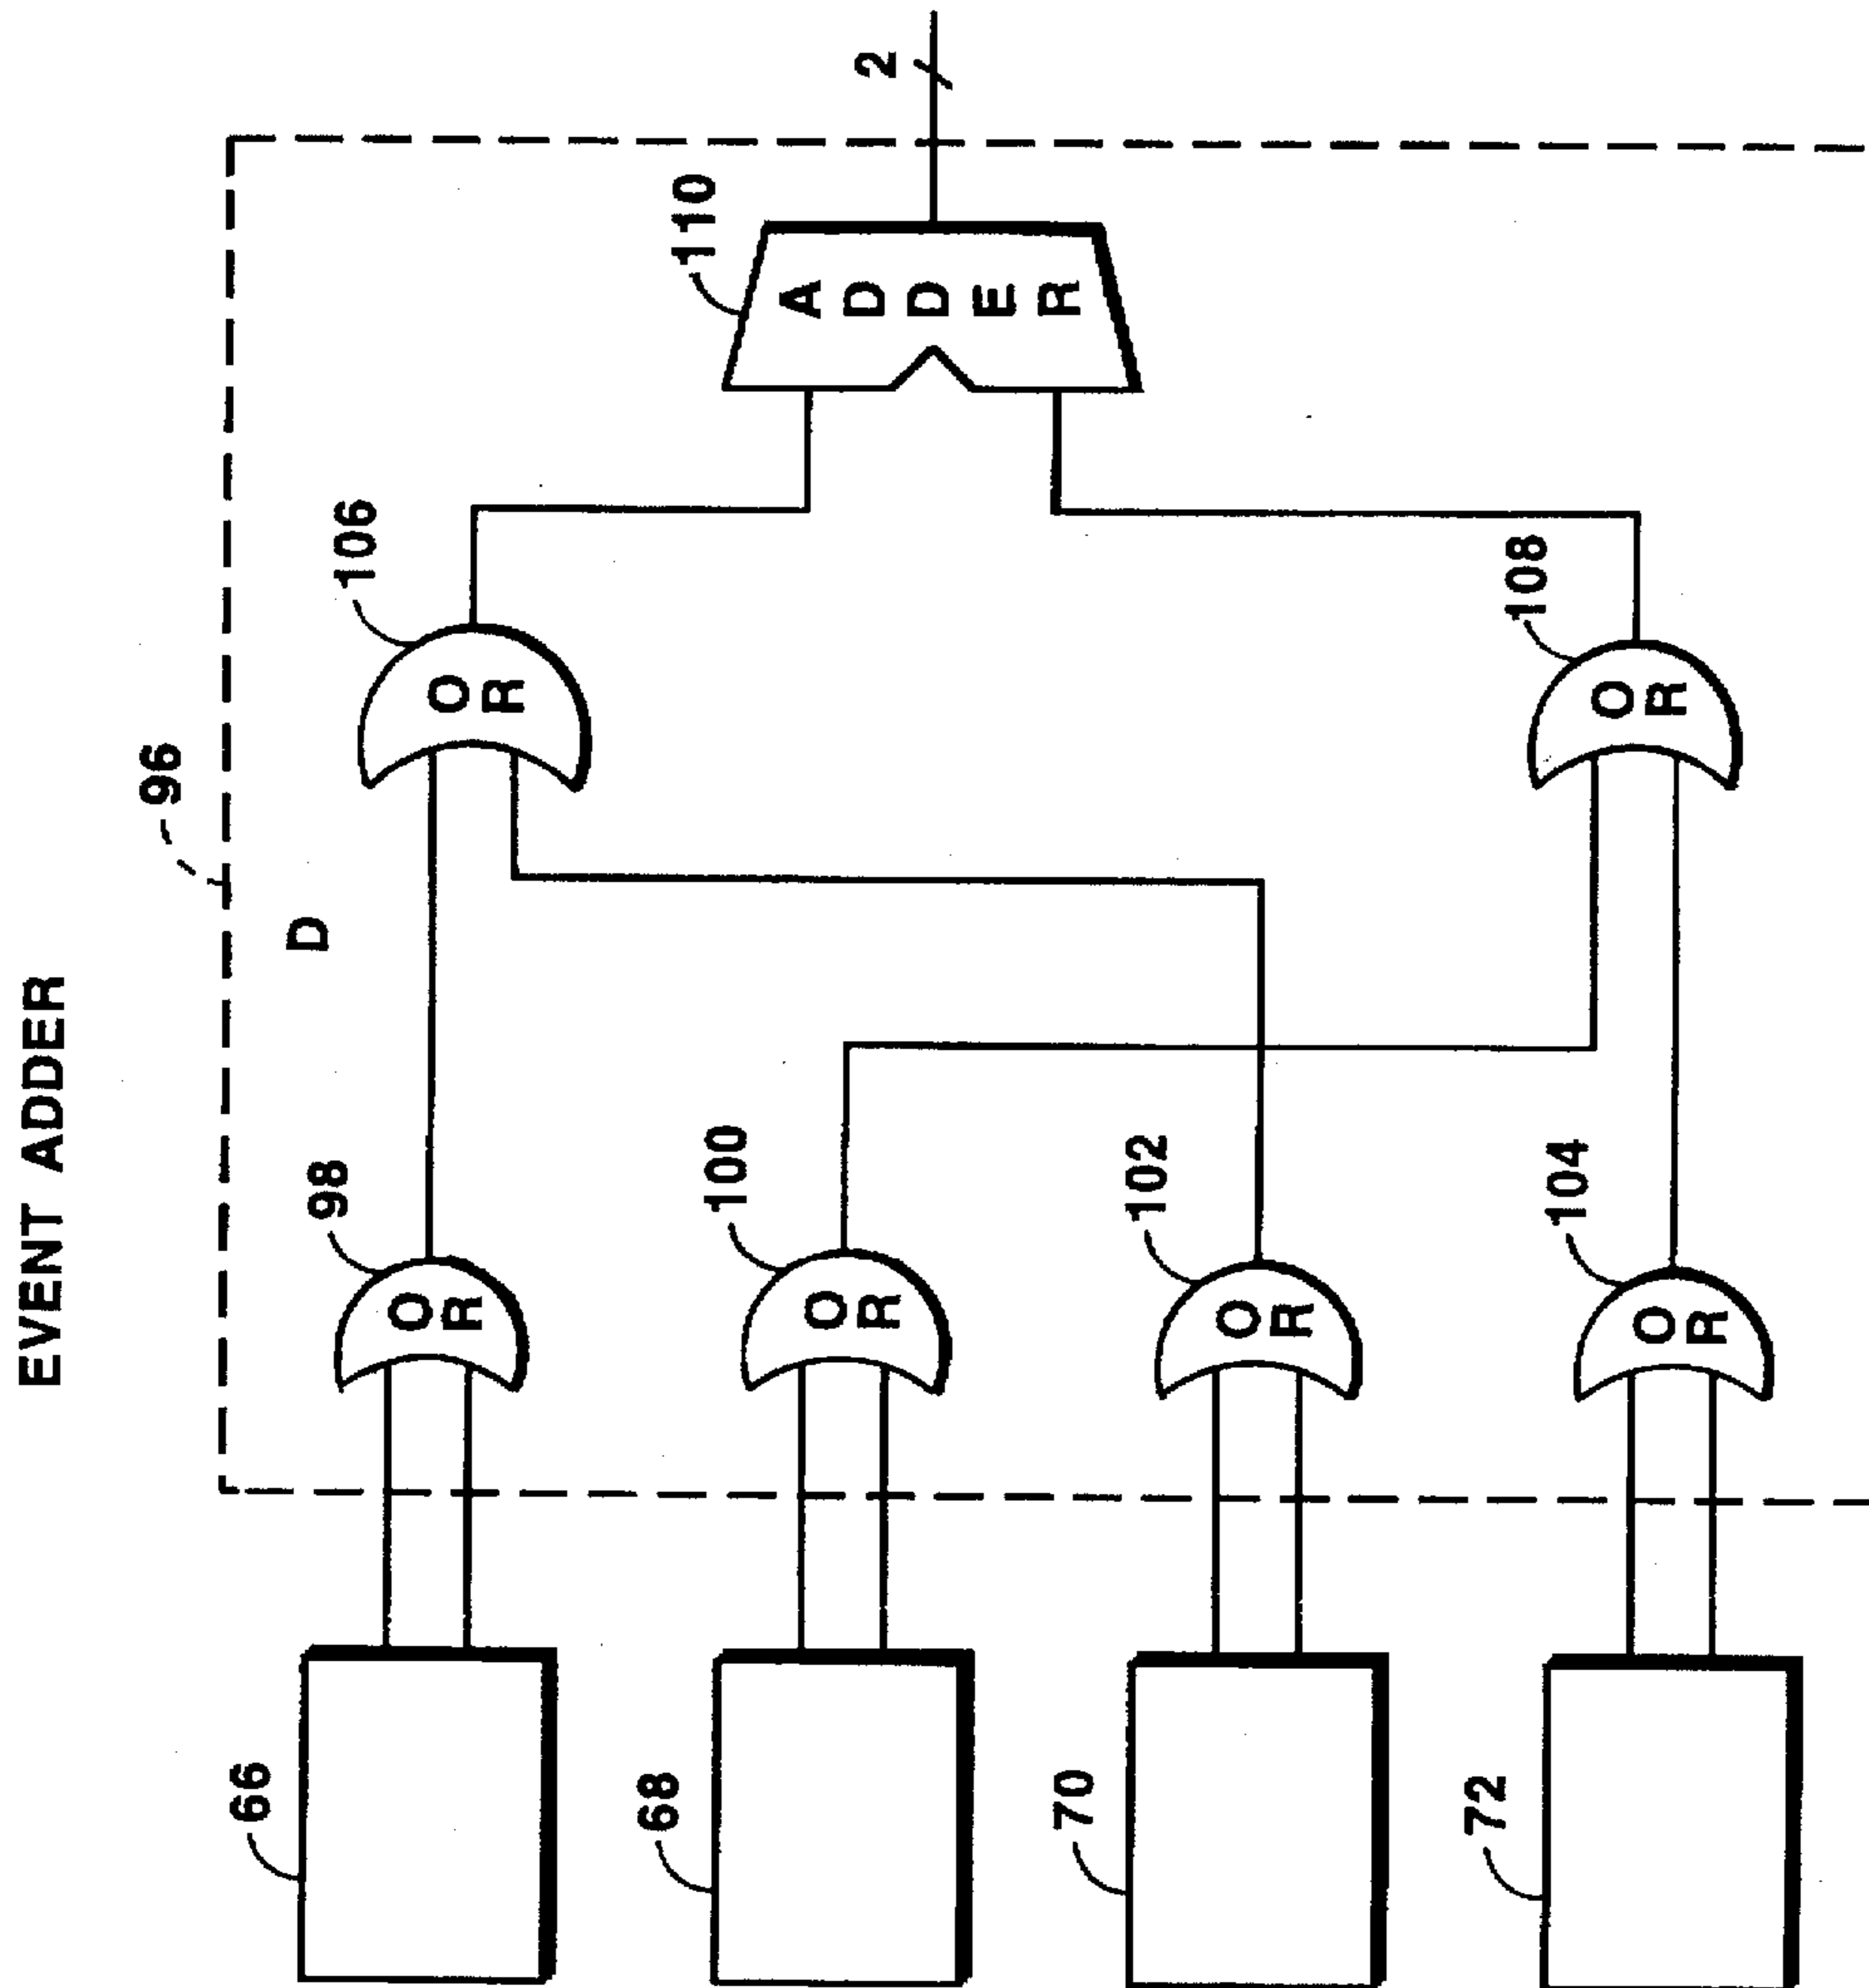 EVENT ADDER
96
D
66
98
106
110
ADDER
2
OR
OR
68
100
OR
70
102
OR
108
OR
72
104
OR